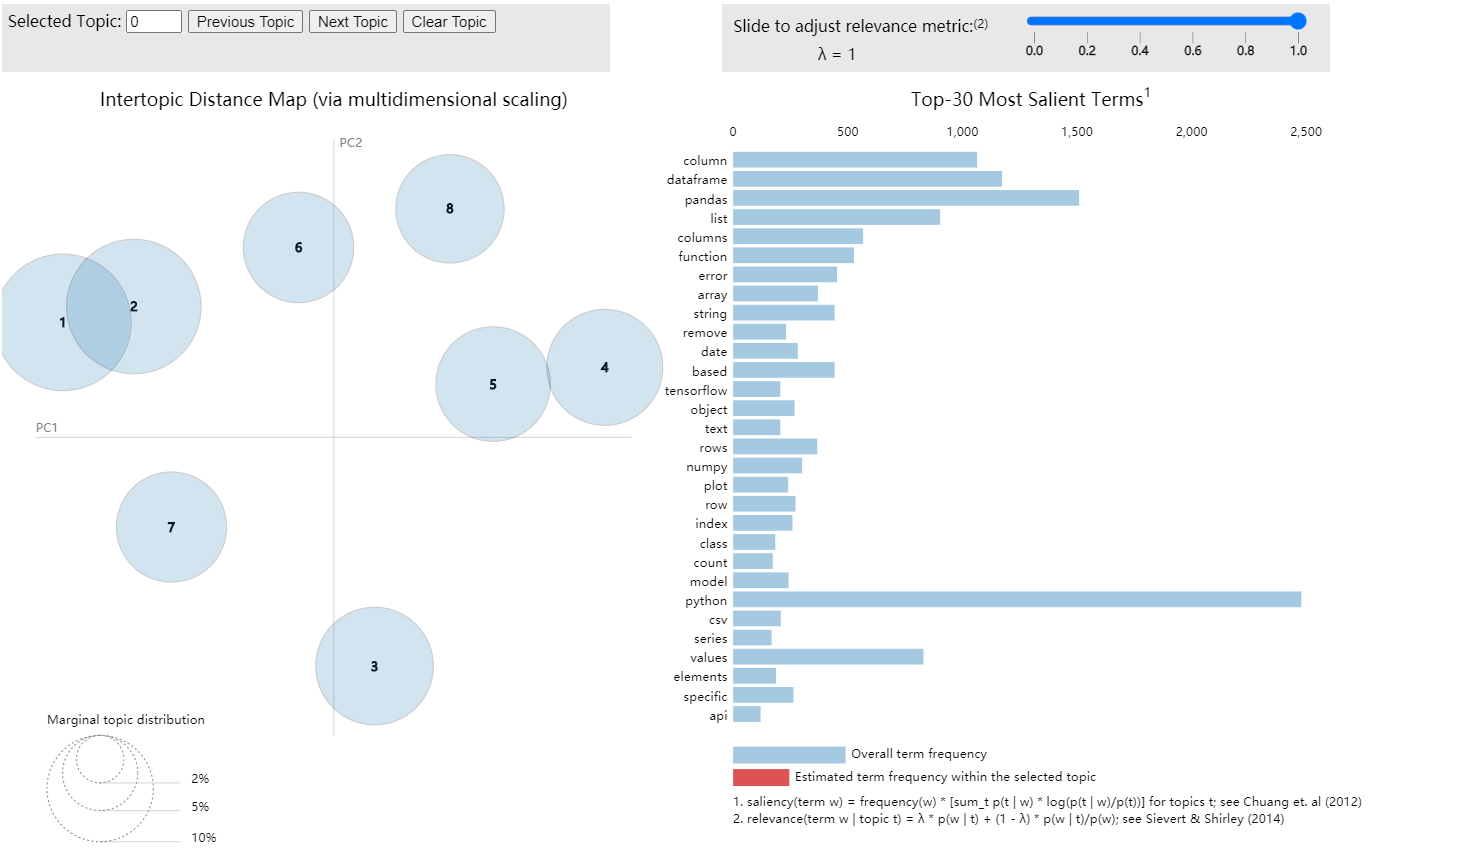 Selected Topic: 0 Previous Topic Next Topic Clear Topic
Slide to adjust relevance metric:(2)
λ = 1
0.0 0.2 0.4 0.6 0.8 1.0
Intertopic Distance Map (via multidimensional scaling)
PC2
PC1
1
2
3
4
5
6
7
8
Marginal topic distribution
2%
5%
10%
Top-30 Most Salient Terms1
0 500 1,000 1,500 2,000 2,500
column
dataframe
pandas
list
columns
function
error
array
string
remove
date
based
tensorflow
object
text
rows
numpy
plot
row
index
class
count
model
python
csv
series
values
elements
specific
api
Overall term frequency
Estimated term frequency within the selected topic
1. saliency(term w) = frequency(w) * [sum_t p(t | w) * log(p(t | w)/p(t))] for topics t; see Chuang et. al (2012)
2. relevance(term w | topic t) = λ * p(w | t) + (1 - λ) * p(w | t)/p(w); see Sievert & Shirley (2014)